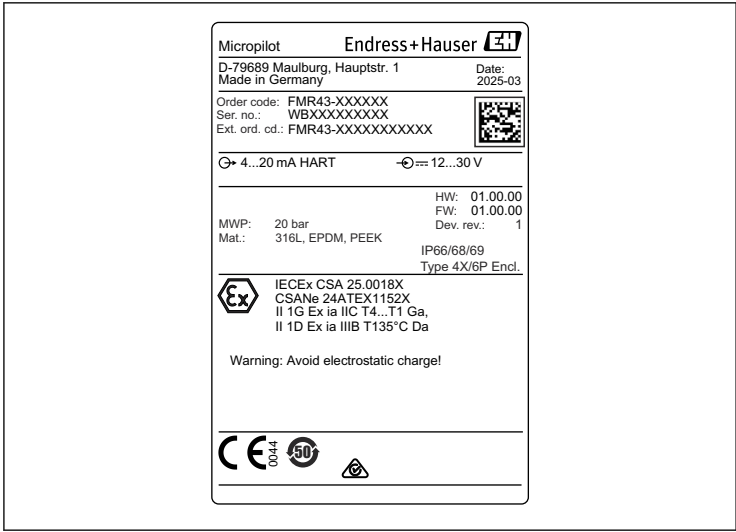 Micropilot Endress+Hauser EH
D-79689 Maulburg, Hauptstr. 1
Made in Germany
Date:
2025-03
Order code: FMR43-XXXXXX
Ser. no.: WBXXXXXXXXX
Ext. ord. cd.: FMR43-XXXXXXXXXXX
4...20 mA HART 12...30 V
HW: 01.00.00
FW: 01.00.00
MWP: 20 bar Dev. rev.: 1
Mat.: 316L, EPDM, PEEK
IP66/68/69
Type 4X/6P Encl.
Ex
IECEx CSA 25.0018X
CSANe 24ATEX1152X
II 1G Ex ia IIC T4...T1 Ga,
II 1D Ex ia IIIB T135°C Da
Warning: Avoid electrostatic charge!
CE 0044 50